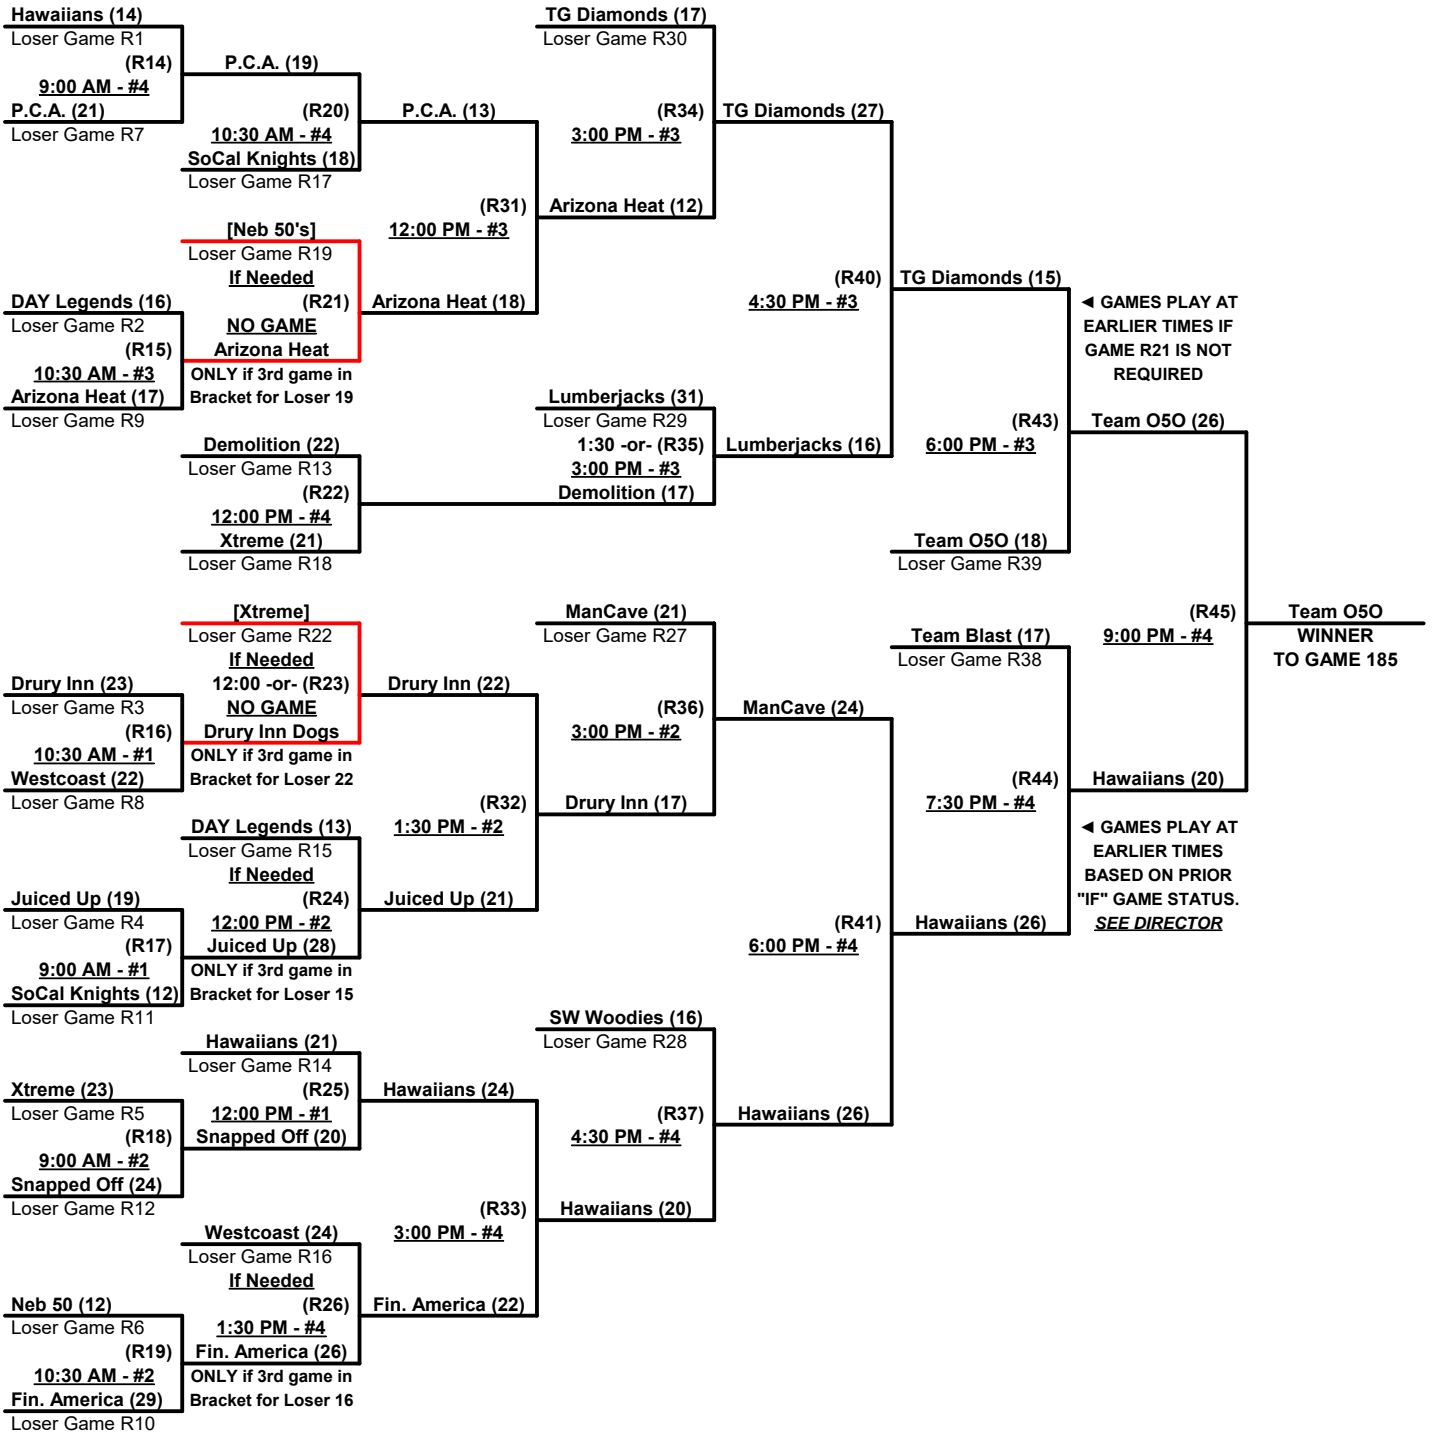 Hawaiians (14)
Loser Game R1
(R14)
9:00 AM - #4
P.C.A. (21)
Loser Game R7
P.C.A. (19)
(R20)
10:30 AM - #4
SoCal Knights (18)
Loser Game R17
P.C.A. (13)
(R31)
12:00 PM - #3
[Neb 50's]
Loser Game R19
If Needed
(R21)
NO GAME
Arizona Heat
ONLY if 3rd game in
Bracket for Loser 19
DAY Legends (16)
Loser Game R2
(R15)
10:30 AM - #3
Arizona Heat (17)
Loser Game R9
Arizona Heat (18)
TG Diamonds (17)
Loser Game R30
(R34)
3:00 PM - #3
Arizona Heat (12)
TG Diamonds (27)
(R40)
4:30 PM - #3
Demolition (22)
Loser Game R13
(R22)
12:00 PM - #4
Xtreme (21)
Loser Game R18
Lumberjacks (31)
Loser Game R29
1:30 -or- (R35)
3:00 PM - #3
Demolition (17)
Lumberjacks (16)
TG Diamonds (15)
◄ GAMES PLAY AT
EARLIER TIMES IF
GAME R21 IS NOT
REQUIRED
(R43)
6:00 PM - #3
Team O5O (18)
Loser Game R39
Team O5O (26)
(R45)
9:00 PM - #4
Team O5O
WINNER
TO GAME 185
[Xtreme]
Loser Game R22
If Needed
12:00 -or- (R23)
NO GAME
Drury Inn Dogs
ONLY if 3rd game in
Bracket for Loser 22
Drury Inn (23)
Loser Game R3
(R16)
10:30 AM - #1
Westcoast (22)
Loser Game R8
Drury Inn (22)
(R32)
1:30 PM - #2
DAY Legends (13)
Loser Game R15
If Needed
(R24)
12:00 PM - #2
Juiced Up (28)
ONLY if 3rd game in
Bracket for Loser 15
Juiced Up (19)
Loser Game R4
(R17)
9:00 AM - #1
SoCal Knights (12)
Loser Game R11
Juiced Up (21)
ManCave (21)
Loser Game R27
(R36)
3:00 PM - #2
Drury Inn (17)
ManCave (24)
(R41)
6:00 PM - #4
Team Blast (17)
Loser Game R38
(R44)
7:30 PM - #4
Hawaiians (20)
◄ GAMES PLAY AT
EARLIER TIMES
BASED ON PRIOR
"IF" GAME STATUS.
SEE DIRECTOR
Hawaiians (26)
Hawaiians (21)
Loser Game R14
(R25)
12:00 PM - #1
Snapped Off (20)
Xtreme (23)
Loser Game R5
(R18)
9:00 AM - #2
Snapped Off (24)
Loser Game R12
Hawaiians (24)
(R33)
3:00 PM - #4
SW Woodies (16)
Loser Game R28
(R37)
4:30 PM - #4
Hawaiians (20)
Hawaiians (26)
Westcoast (24)
Loser Game R16
If Needed
(R26)
1:30 PM - #4
Fin. America (26)
ONLY if 3rd game in
Bracket for Loser 16
Neb 50 (12)
Loser Game R6
(R19)
10:30 AM - #2
Fin. America (29)
Loser Game R10
Fin. America (22)